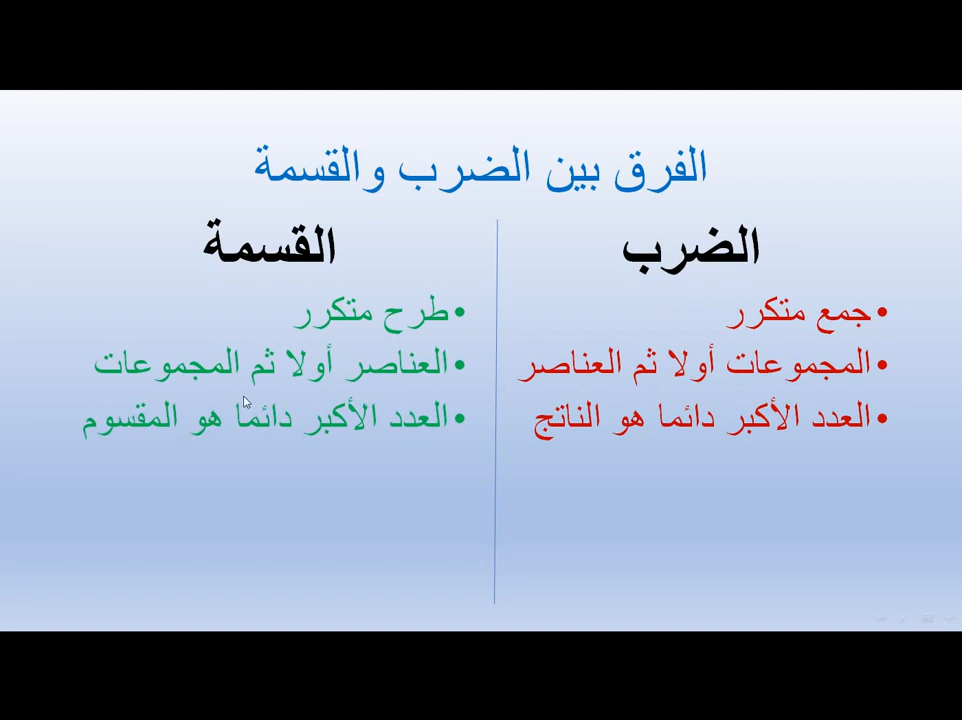 الفرق بين الضرب والقسمة
الضرب
•جمع متكرر
•المجموعات أولا ثم العناصر
•العدد الأكبر دائما هو الناتج
القسمة
•طرح متكرر
•العناصر أولا ثم المجموعات
•العدد الأكبر دائما هو المقسوم